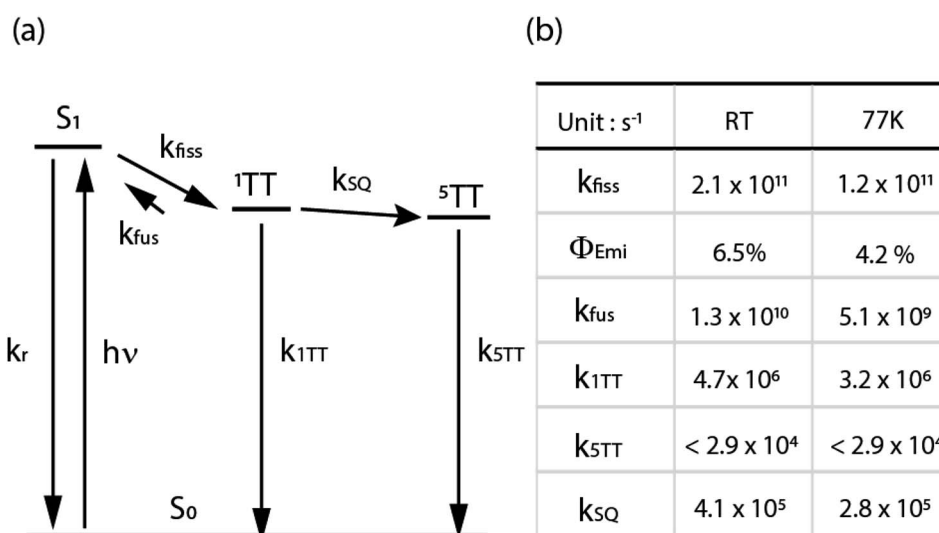 (a)
(b)
S₁
kfiss
¹TT
kSQ
⁵TT
kfus
kr
hν
k1TT
k5TT
S₀
Unit : s⁻¹ RT 77K
kfiss 2.1 x 10¹¹ 1.2 x 10¹¹
ΦEmi 6.5% 4.2 %
kfus 1.3 x 10¹⁰ 5.1 x 10⁹
k1TT 4.7x 10⁶ 3.2 x 10⁶
k5TT < 2.9 x 10⁴ < 2.9 x 10⁴
kSQ 4.1 x 10⁵ 2.8 x 10⁵